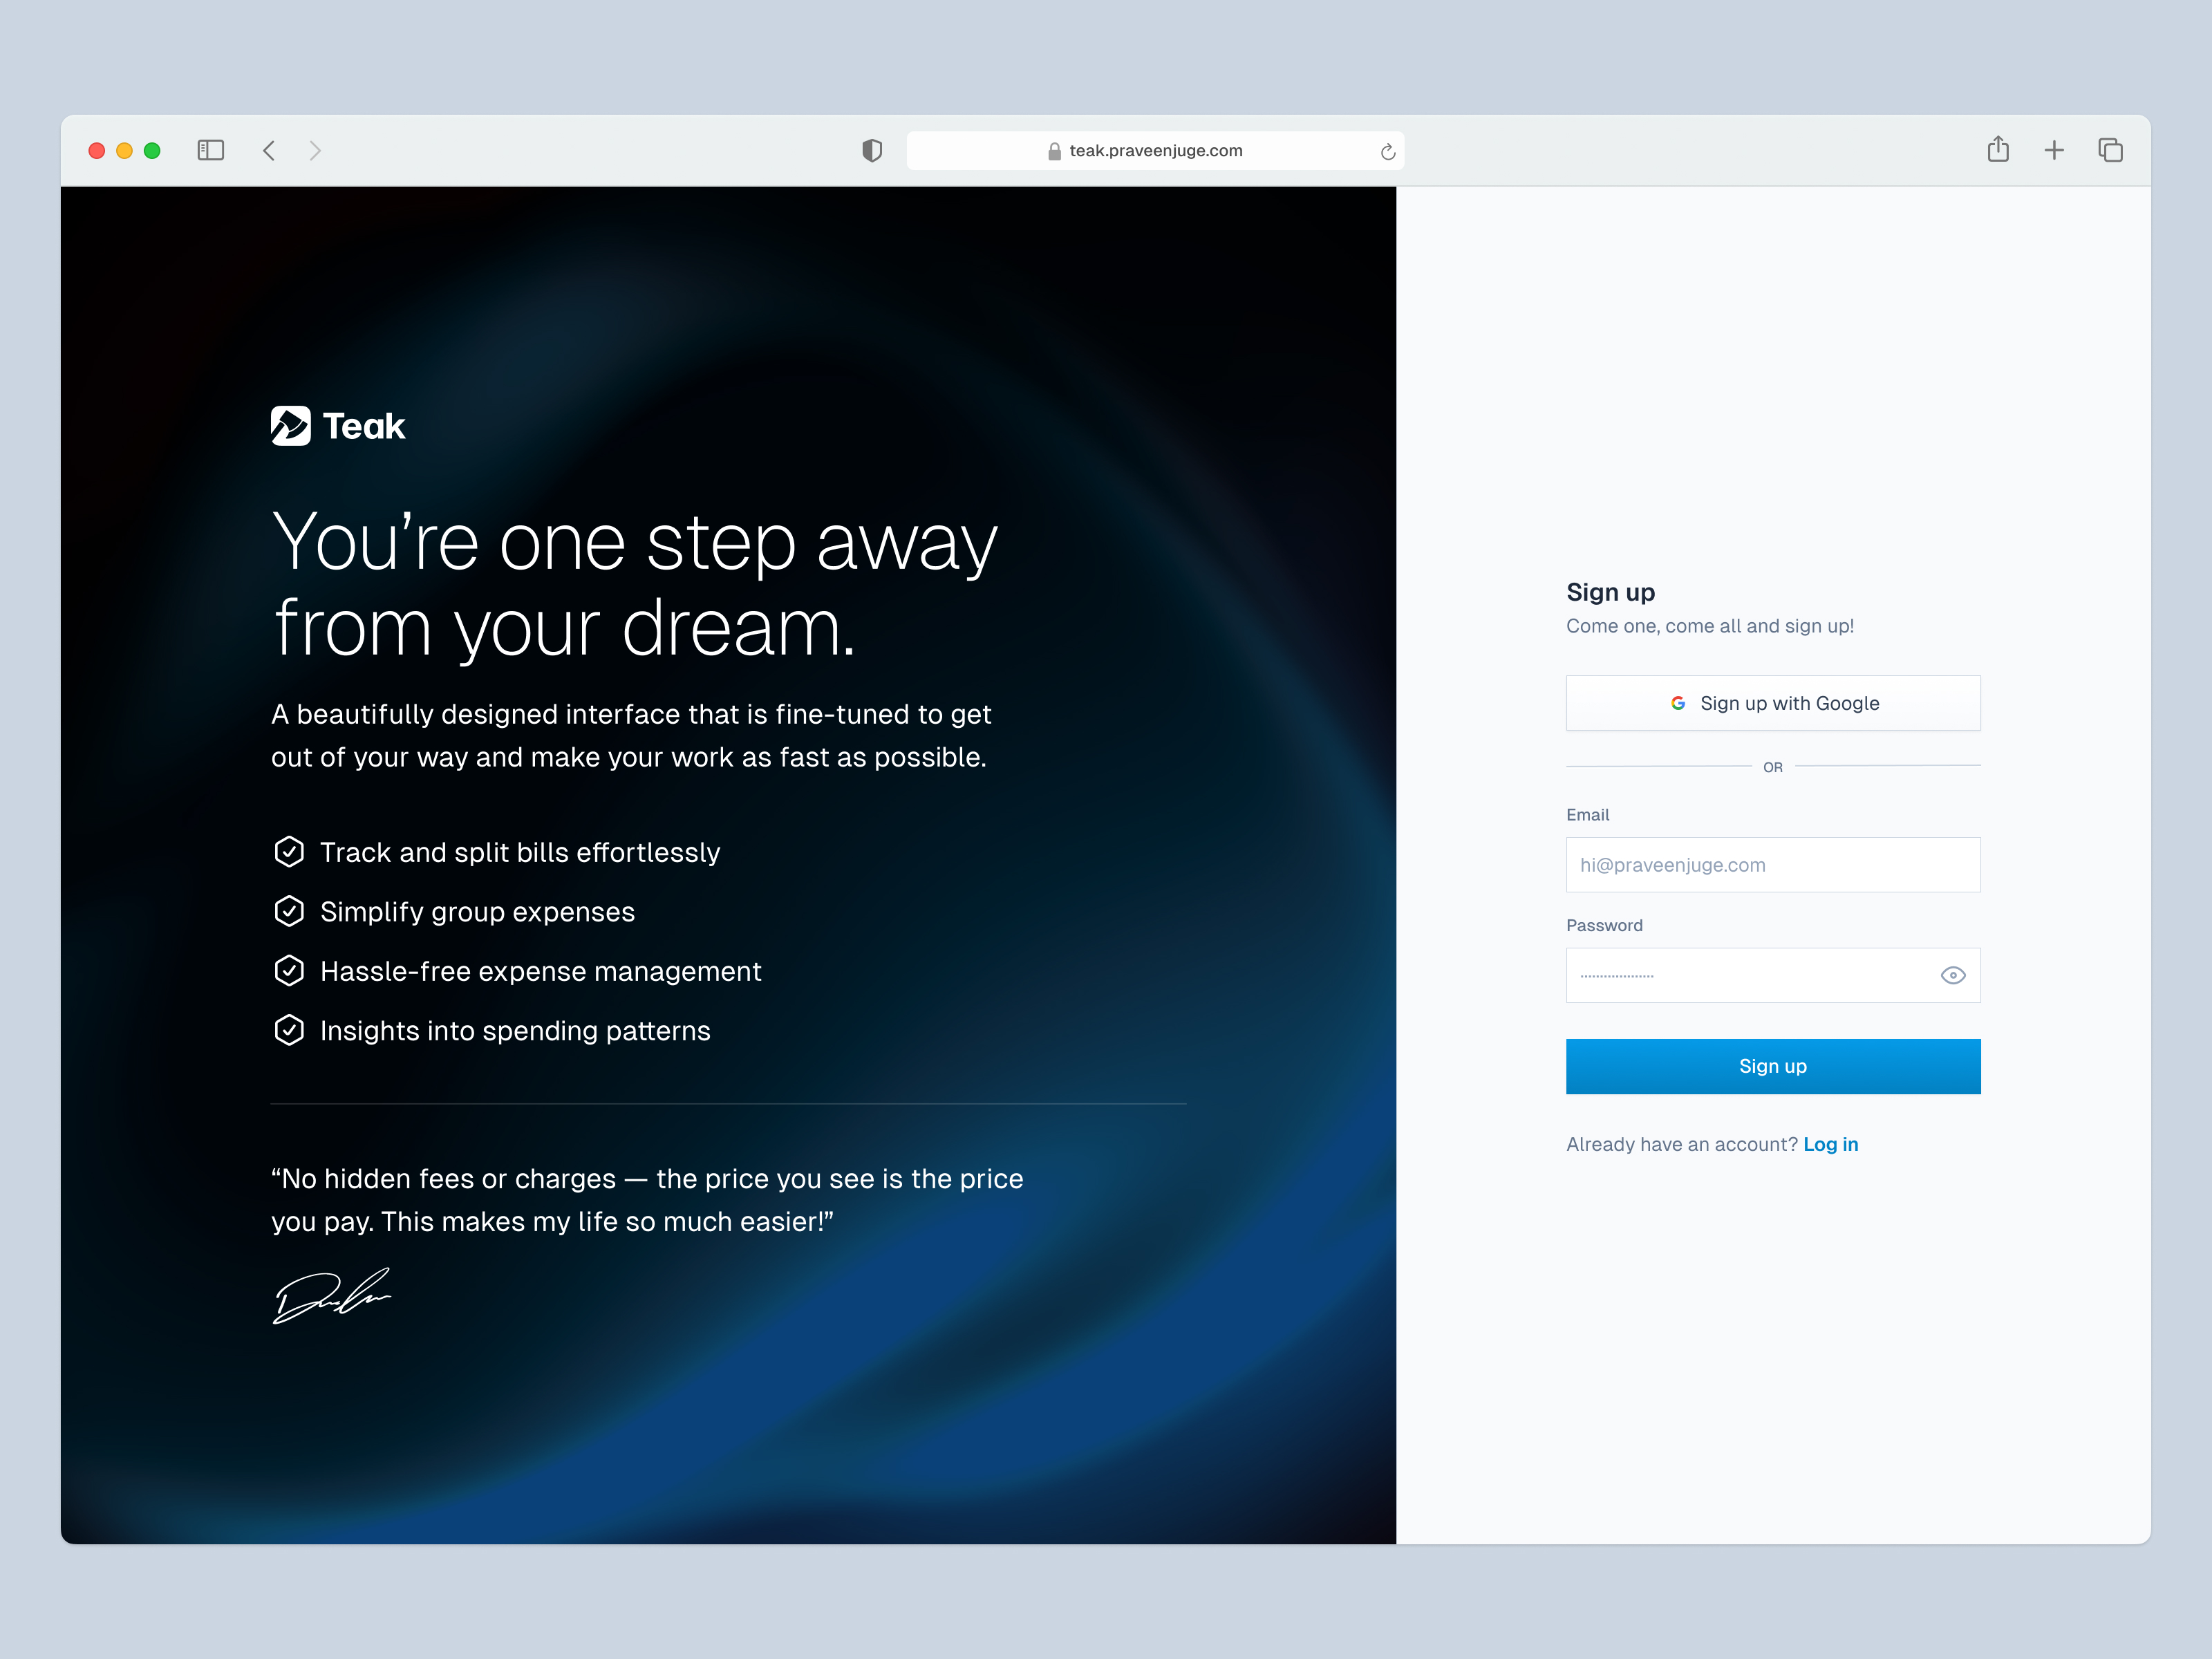 teak.praveenjuge.com
Teak
You’re one step away
from your dream.
A beautifully designed interface that is fine-tuned to get
out of your way and make your work as fast as possible.
Track and split bills effortlessly
Simplify group expenses
Hassle-free expense management
Insights into spending patterns
“No hidden fees or charges — the price you see is the price
you pay. This makes my life so much easier!”
Sign up
Come one, come all and sign up!
Sign up with Google
OR
Email
hi@praveenjuge.com
Password
Sign up
Already have an account? Log in